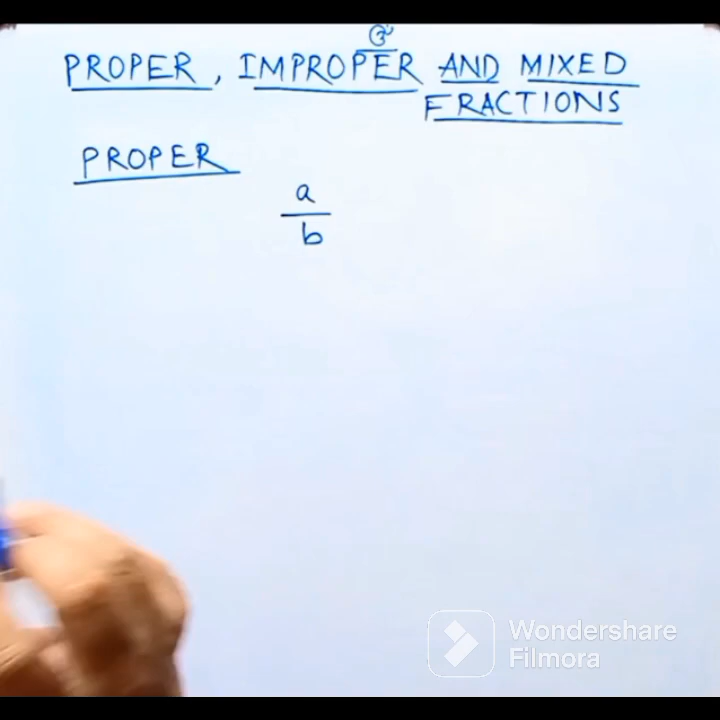 PROPER, IMPROPER AND MIXED
FRACTIONS
PROPER
a
b
Wondershare
Filmora